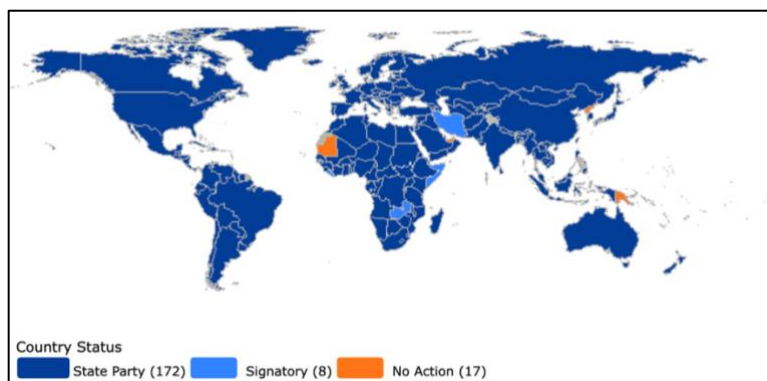 Country Status
State Party (172) Signatory (8) No Action (17)